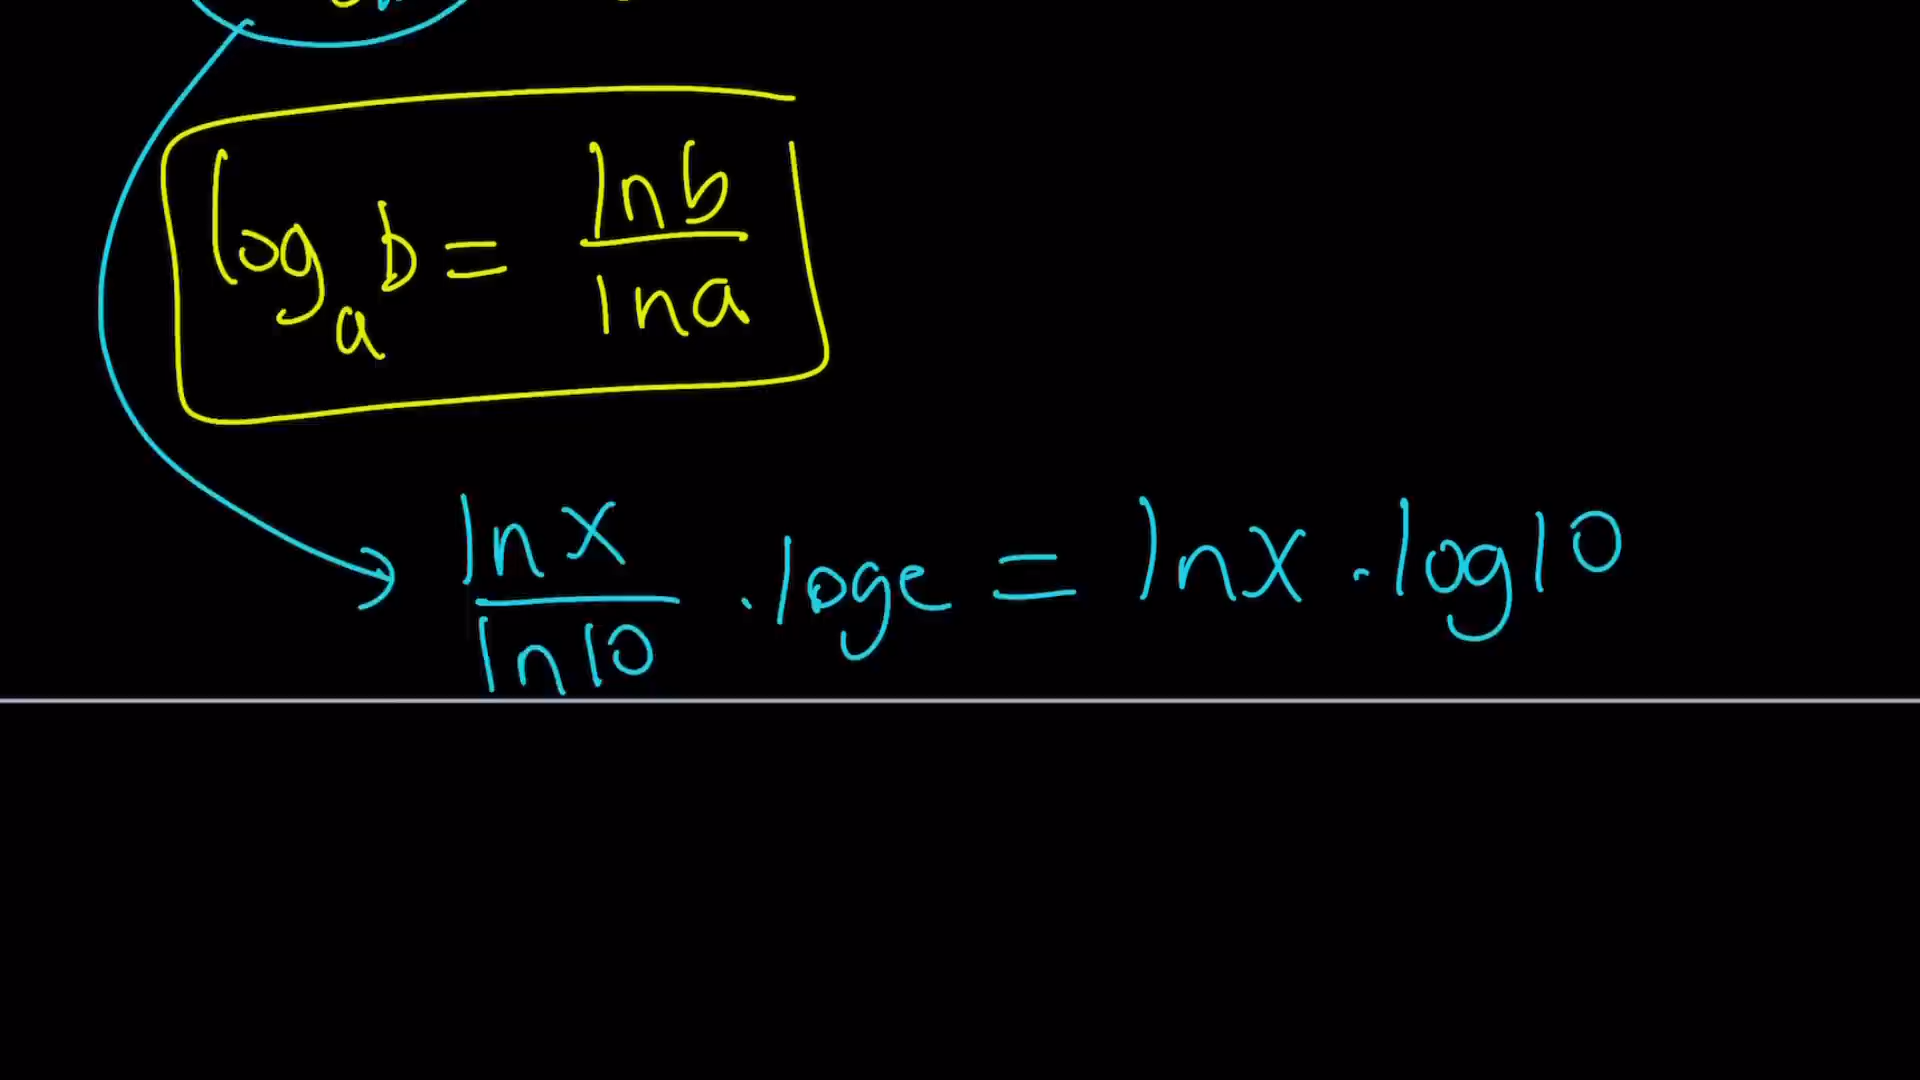 log_a b = ln b / ln a
ln x / ln 10 . log e = ln x . log 10